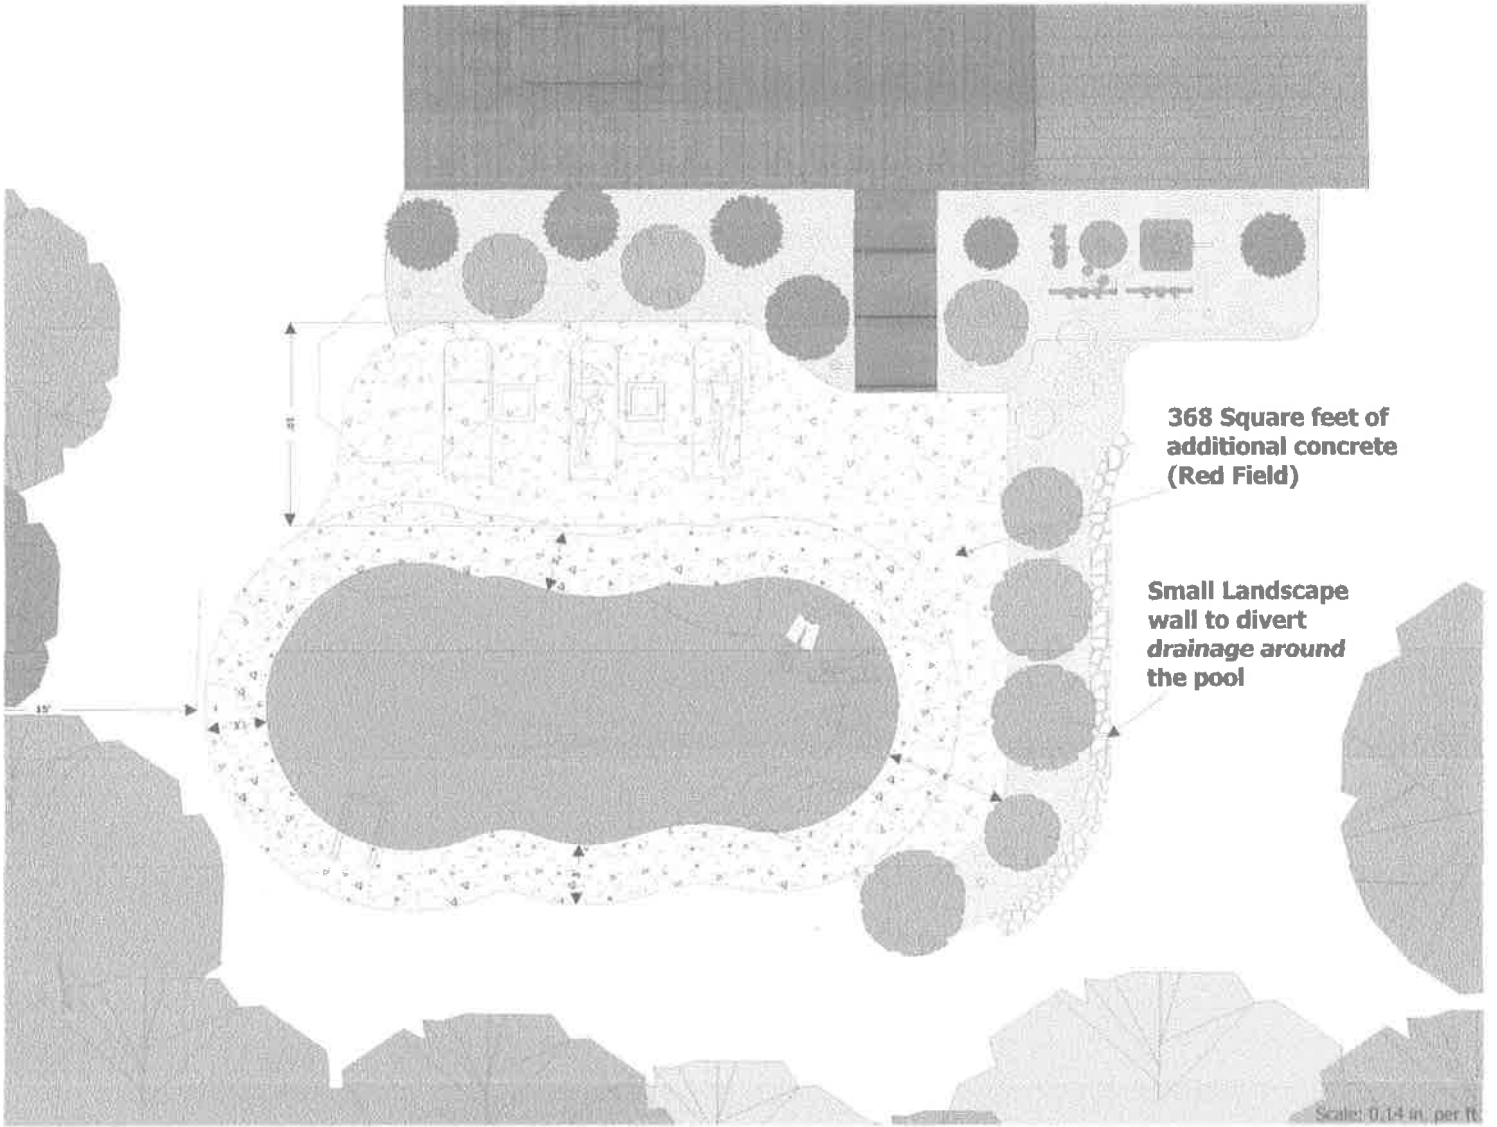 368 Square feet of
additional concrete
(Red Field)
Small Landscape
wall to divert
drainage around
the pool
15'
Scale: 0.14 in. per ft.